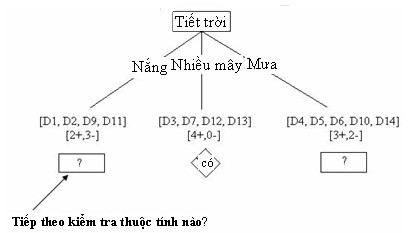 Tiết trời
Nắng Nhiều mây Mưa
[D1, D2, D9, D11] [D3, D7, D12, D13] [D4, D5, D6, D10, D14]
[2+,3-] [4+,0-] [3+,2-]
? có ?
Tiếp theo kiểm tra thuộc tính nào?